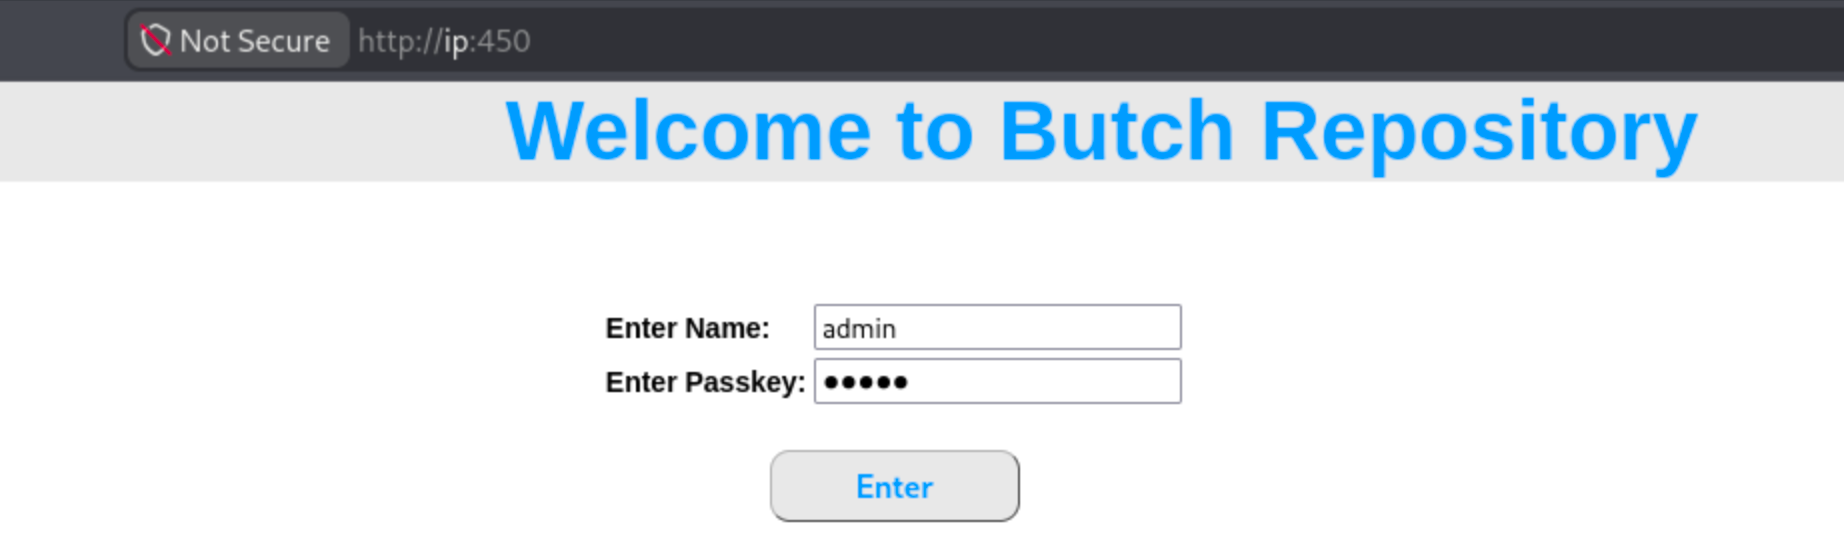 Not Secure http://ip:450
Welcome to Butch Repository
Enter Name: admin
Enter Passkey: •••••
Enter